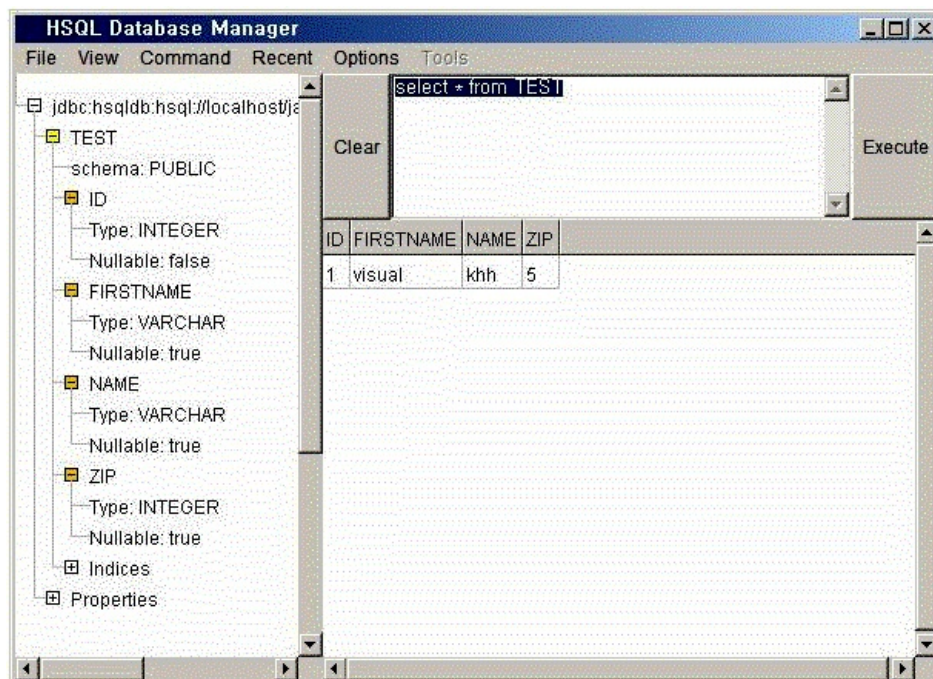 HSQL Database Manager
File View Command Recent Options Tools
jdbc:hsqldb:hsql://localhost/ja
TEST
schema: PUBLIC
ID
Type: INTEGER
Nullable: false
FIRSTNAME
Type: VARCHAR
Nullable: true
NAME
Type: VARCHAR
Nullable: true
ZIP
Type: INTEGER
Nullable: true
Indices
Properties
Clear
select * from TEST
Execute
ID FIRSTNAME NAME ZIP
1 visual khh 5